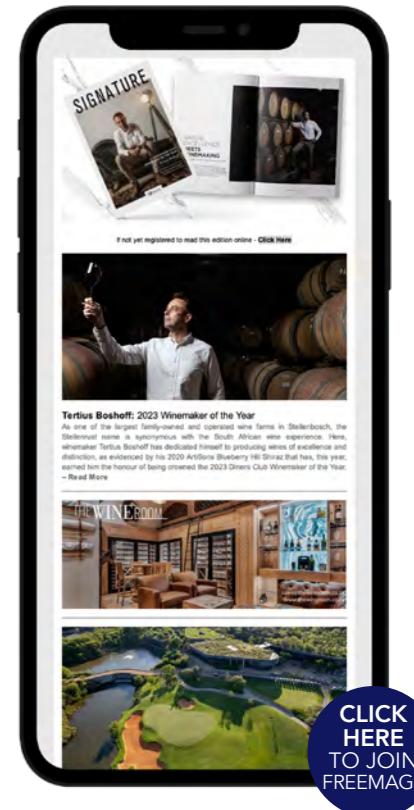 SIGNATURE
MEETS
WINEMAKING
If not yet registered to read this edition online - Click Here
Tertius Boshoff: 2023 Winemaker of the Year
As one of the largest family-owned and operated wine farms in Stellenbosch, the
Stellenrust name is synonymous with the South African wine experience. Here,
winemaker Tertius Boshoff has dedicated himself to producing wines of excellence and
distinction, as evidenced by his 2020 ArtiSons Blueberry Hill Shiraz that has, this year,
earned him the honour of being crowned the 2023 Diners Club Winemaker of the Year.
– Read More
THE WINE ROOM
CLICK
HERE
TO JOIN
FREEMAG